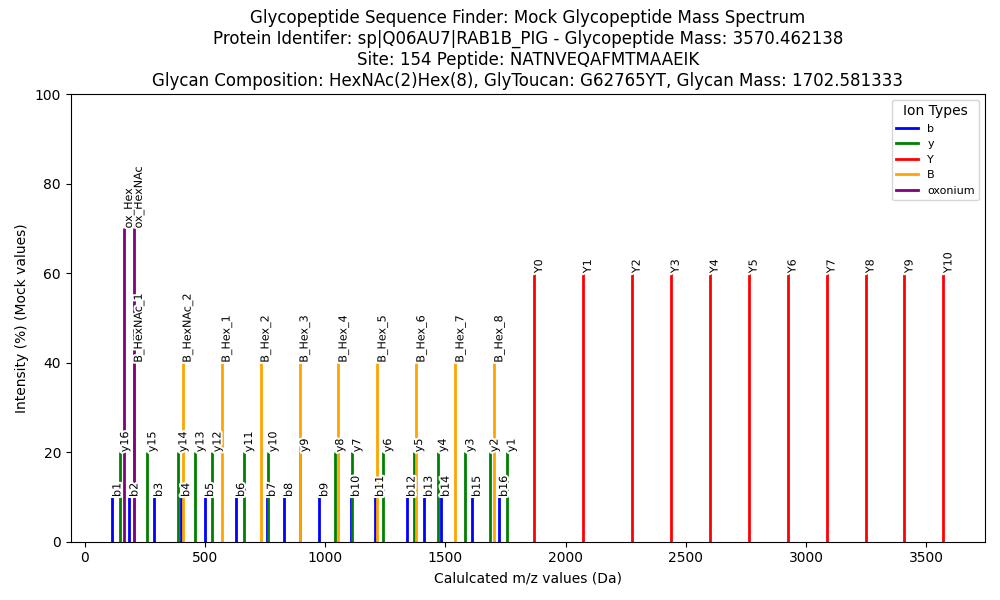 Glycopeptide Sequence Finder: Mock Glycopeptide Mass Spectrum
Protein Identifer: sp|Q06AU7|RAB1B_PIG - Glycopeptide Mass: 3570.462138
Site: 154 Peptide: NATNVEQAFMTMAAEIK
Glycan Composition: HexNAc(2)Hex(8), GlyToucan: G62765YT, Glycan Mass: 1702.581333
Intensity (%) (Mock values)
100
80
60
40
20
0
Ion Types
b
y
Y
B
oxonium
ox_Hex
ox_HexNAc
Y0
Y1
Y2
Y3
Y4
Y5
Y6
Y7
Y8
Y9
Y10
B_HexNAc_1
B_HexNAc_2
B_Hex_1
B_Hex_2
B_Hex_3
B_Hex_4
B_Hex_5
B_Hex_6
B_Hex_7
B_Hex_8
y16
y15
y14
y13
y12
y11
y10
y9
y8
y7
y6
y5
y4
y3
y2
y1
b1
b2
b3
b4
b5
b6
b7
b8
b9
b10
b11
b12
b13
b14
b15
b16
0
500
1000
1500
2000
2500
3000
3500
Calulcated m/z values (Da)